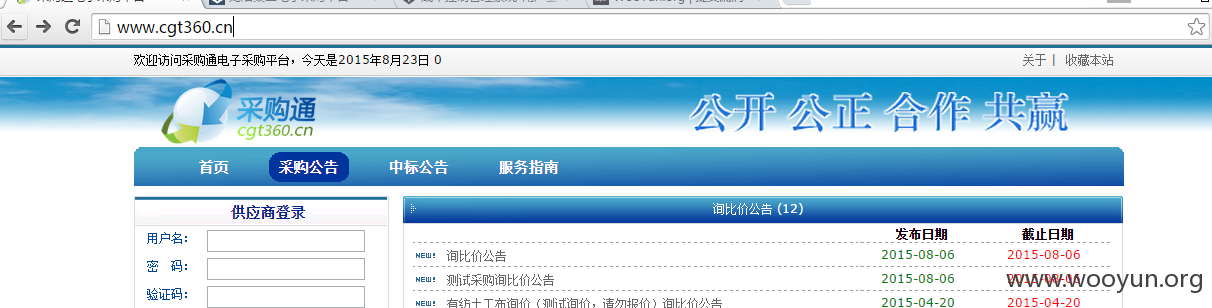 www.cgt360.cn
欢迎访问采购通电子采购平台，今天是2015年8月23日 0
关于 | 收藏本站
采购通
cgt360.cn
公开 公正 合作 共赢
首页 采购公告 中标公告 服务指南
供应商登录
询比价公告 (12)
发布日期 截止日期
用户名：
NEW! 询比价公告 2015-08-06 2015-08-06
密 码：
NEW! 测试采购询比价公告 2015-08-06 2015-08-06
www.wooyun.org
验证码：
NEW! 有纺土工布询价（测试询价，请勿报价）询比价公告 2015-04-20 2015-04-20